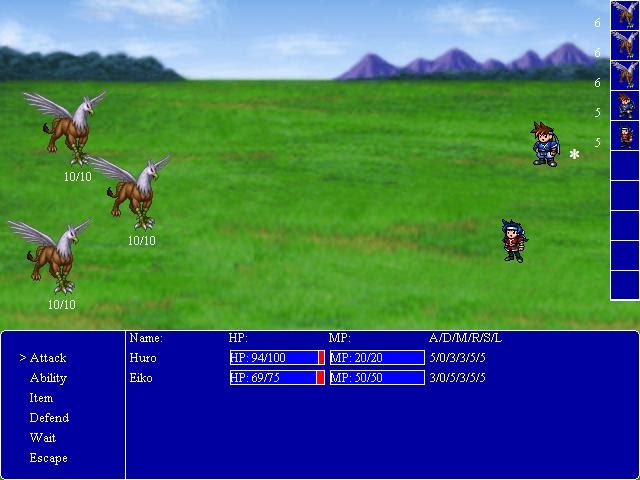 6
6
6
5
5
10/10
10/10
10/10
Name: HP: MP: A/D/M/R/S/L
> Attack Huro HP: 94/100 MP: 20/20 5/0/3/3/5/5
Ability Eiko HP: 69/75 MP: 50/50 3/0/5/3/5/5
Item
Defend
Wait
Escape